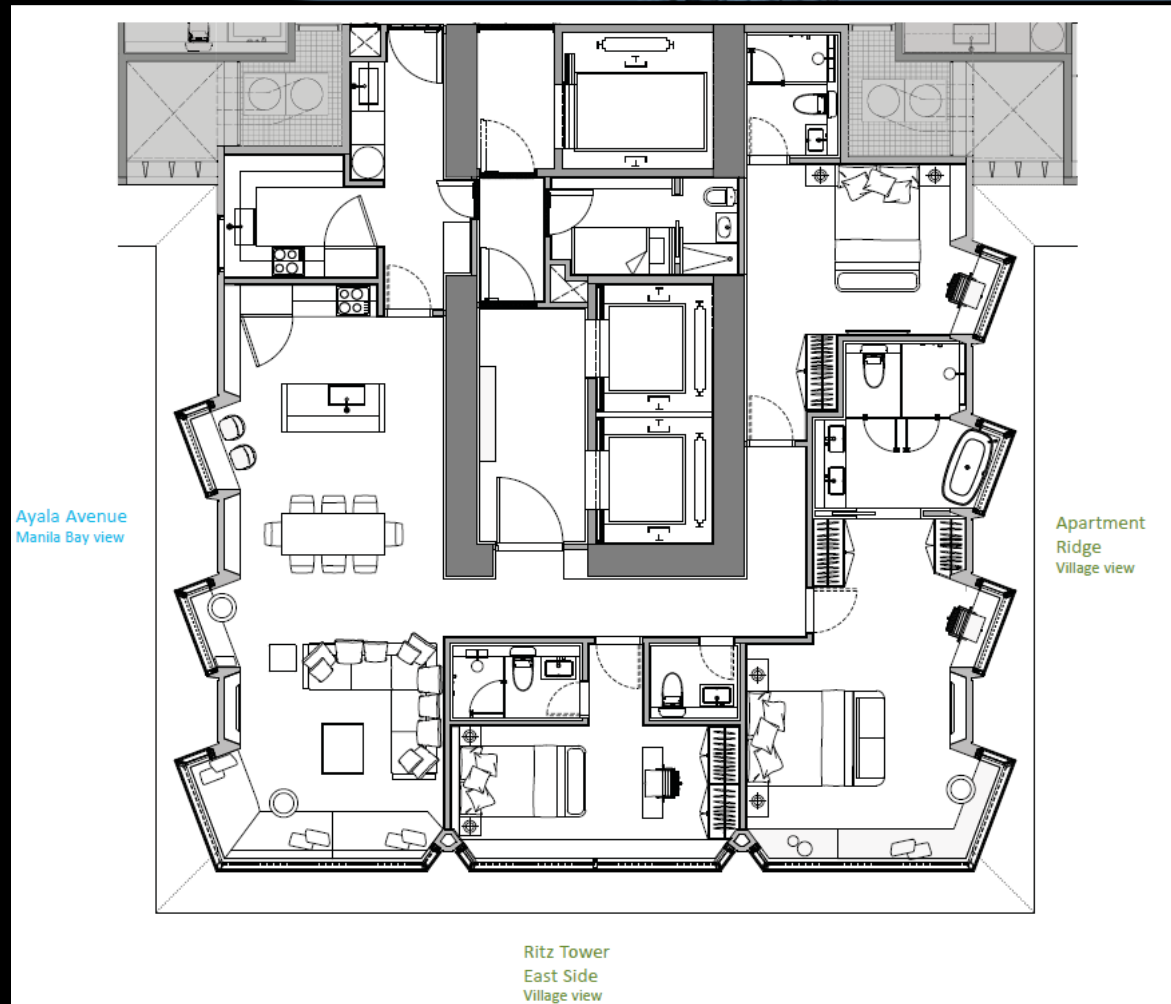 Ayala Avenue
Manila Bay view
Apartment
Ridge
Village view
Ritz Tower
East Side
Village view